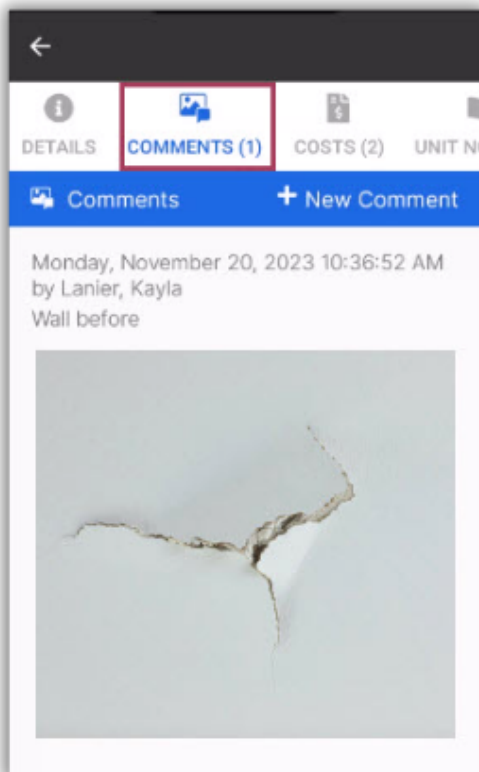 DETAILS
COMMENTS (1)
COSTS (2)
UNIT
Comments
+ New Comment
Monday, November 20, 2023 10:36:52 AM
by Lanier, Kayla
Wall before